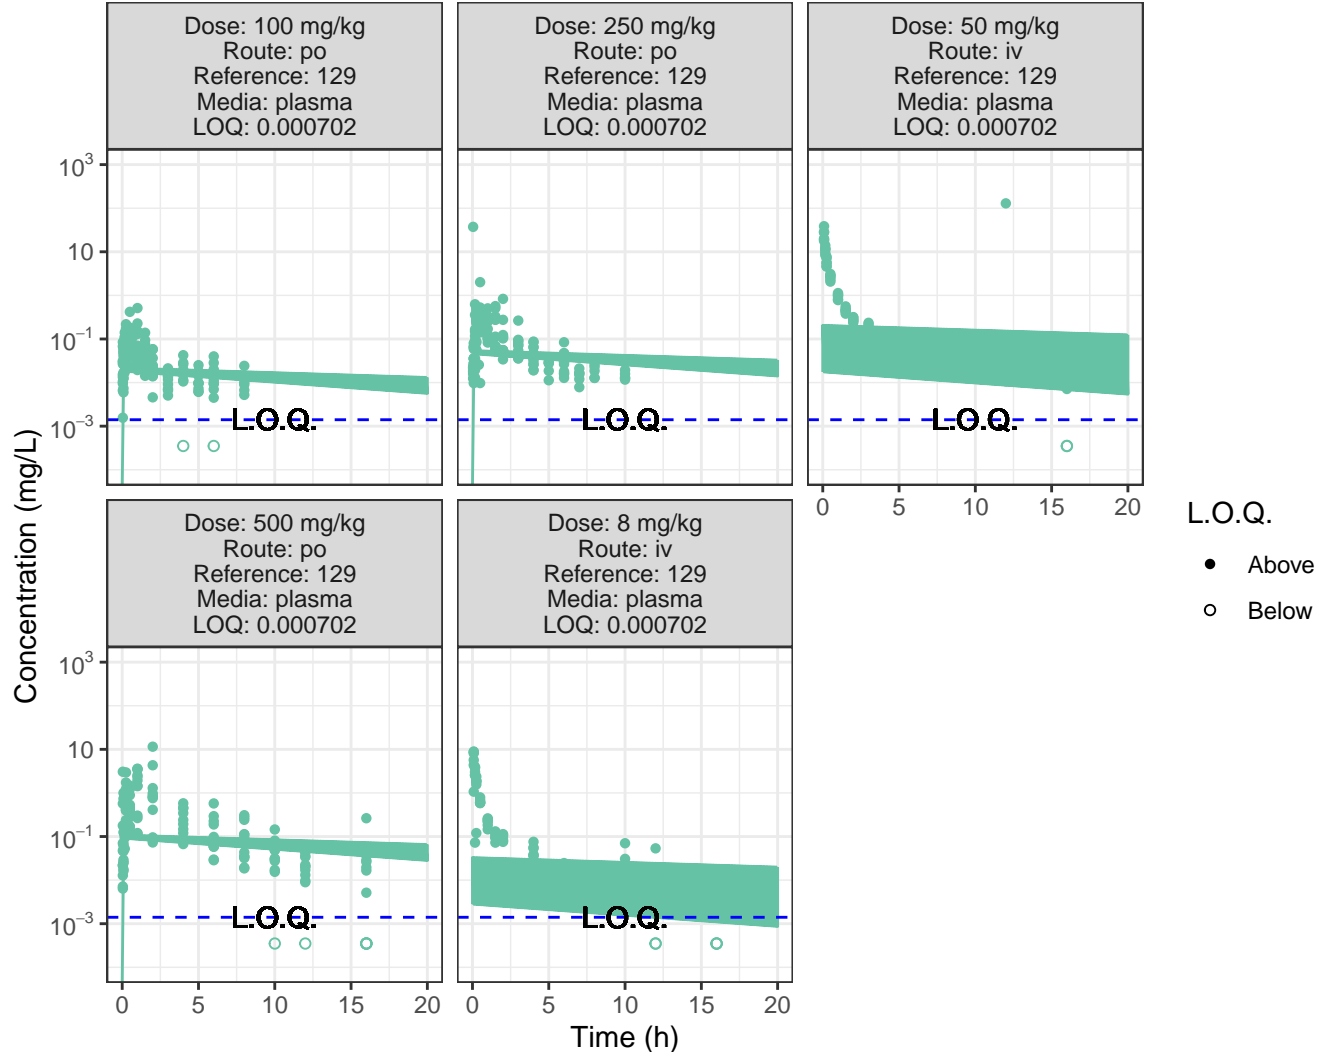 Dose: 100 mg/kg
Route: po
Reference: 129
Media: plasma
LOQ: 0.000702
Dose: 250 mg/kg
Route: po
Reference: 129
Media: plasma
LOQ: 0.000702
Dose: 50 mg/kg
Route: iv
Reference: 129
Media: plasma
LOQ: 0.000702
10³
10
10⁻¹
10⁻³
L.O.Q.
L.O.Q.
L.O.Q.
0 5 10 15 20
Dose: 500 mg/kg
Route: po
Reference: 129
Media: plasma
LOQ: 0.000702
Dose: 8 mg/kg
Route: iv
Reference: 129
Media: plasma
LOQ: 0.000702
10³
10
10⁻¹
10⁻³
L.O.Q.
L.O.Q.
0 5 10 15 20
0 5 10 15 20
Time (h)
Concentration (mg/L)
L.O.Q.
Above
Below